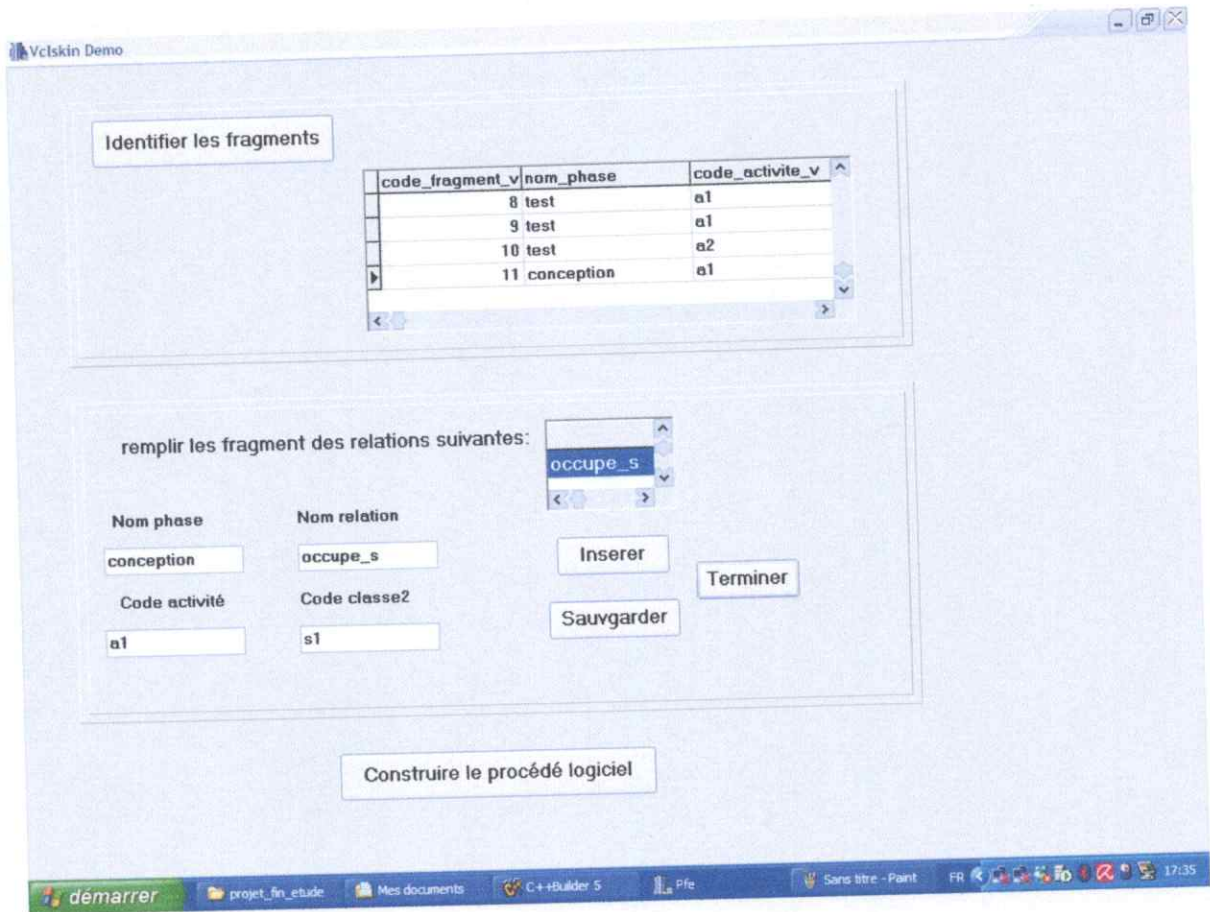 Vclskin Demo
Identifier les fragments
code_fragment_v nom_phase code_activite_v
8 test a1
9 test a1
10 test a2
11 conception a1
remplir les fragment des relations suivantes:
occupe_s
Nom phase Nom relation
conception occupe_s
Inserer
Terminer
Code activité Code classe2
Sauvgarder
a1 s1
Construire le procédé logiciel
démarrer projet_fin_etude Mes documents C++Builder 5 Pfe Sans titre - Paint FR 17:35